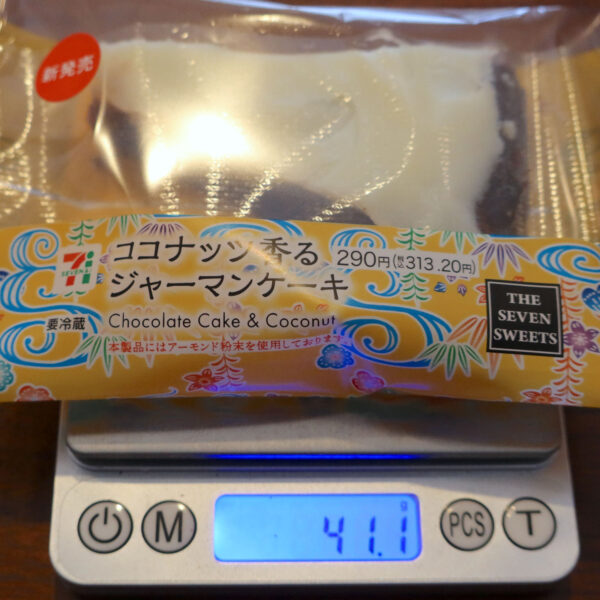 新発売
ココナッツ香る
ジャーマンケーキ
290円(税込313.20円)
7
SEVEN & i
要冷蔵
Chocolate Cake & Coconut
本製品にはアーモンド粉末を使用しております
THE
SEVEN
SWEETS
g
41.1
M
PCS
T